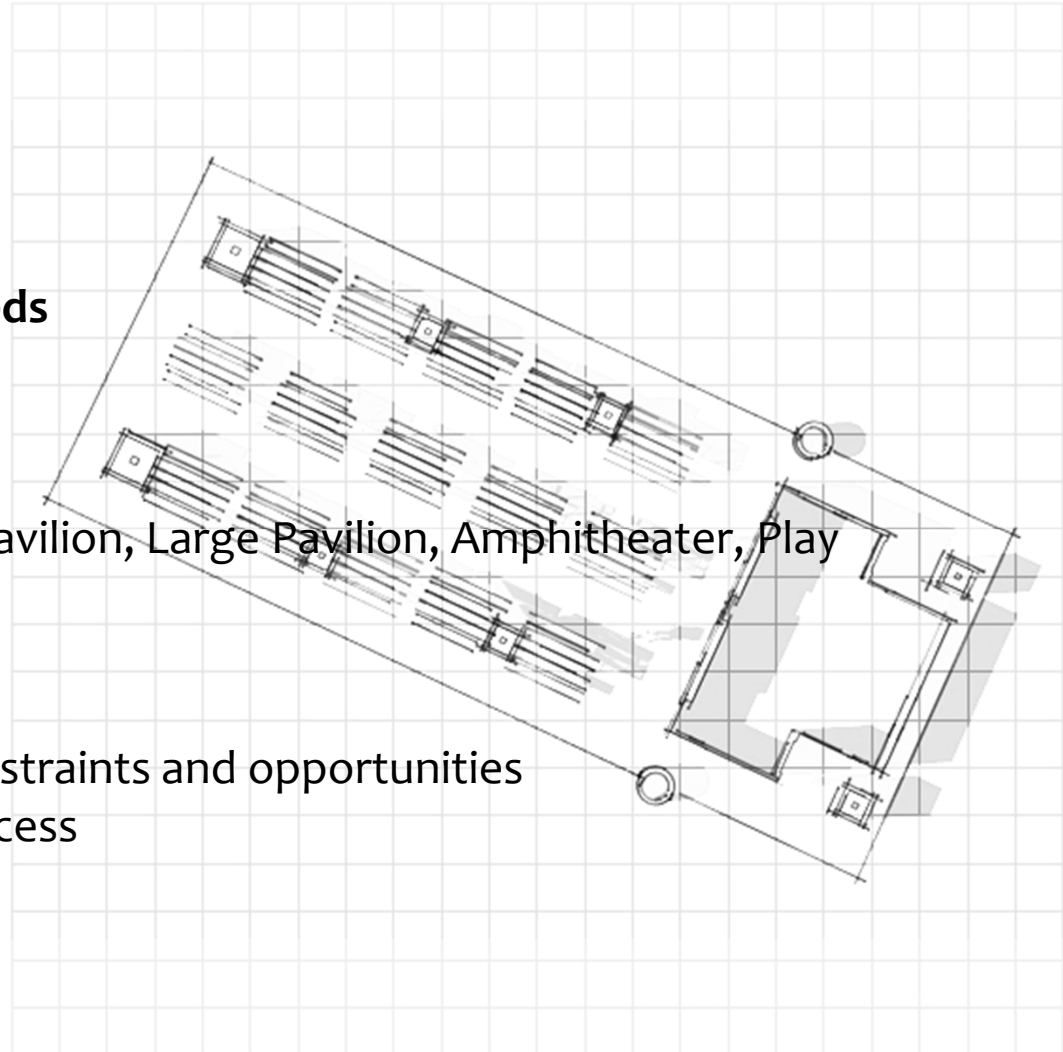 ds
avilion, Large Pavilion, Amphitheater, Play
straints and opportunities
cess